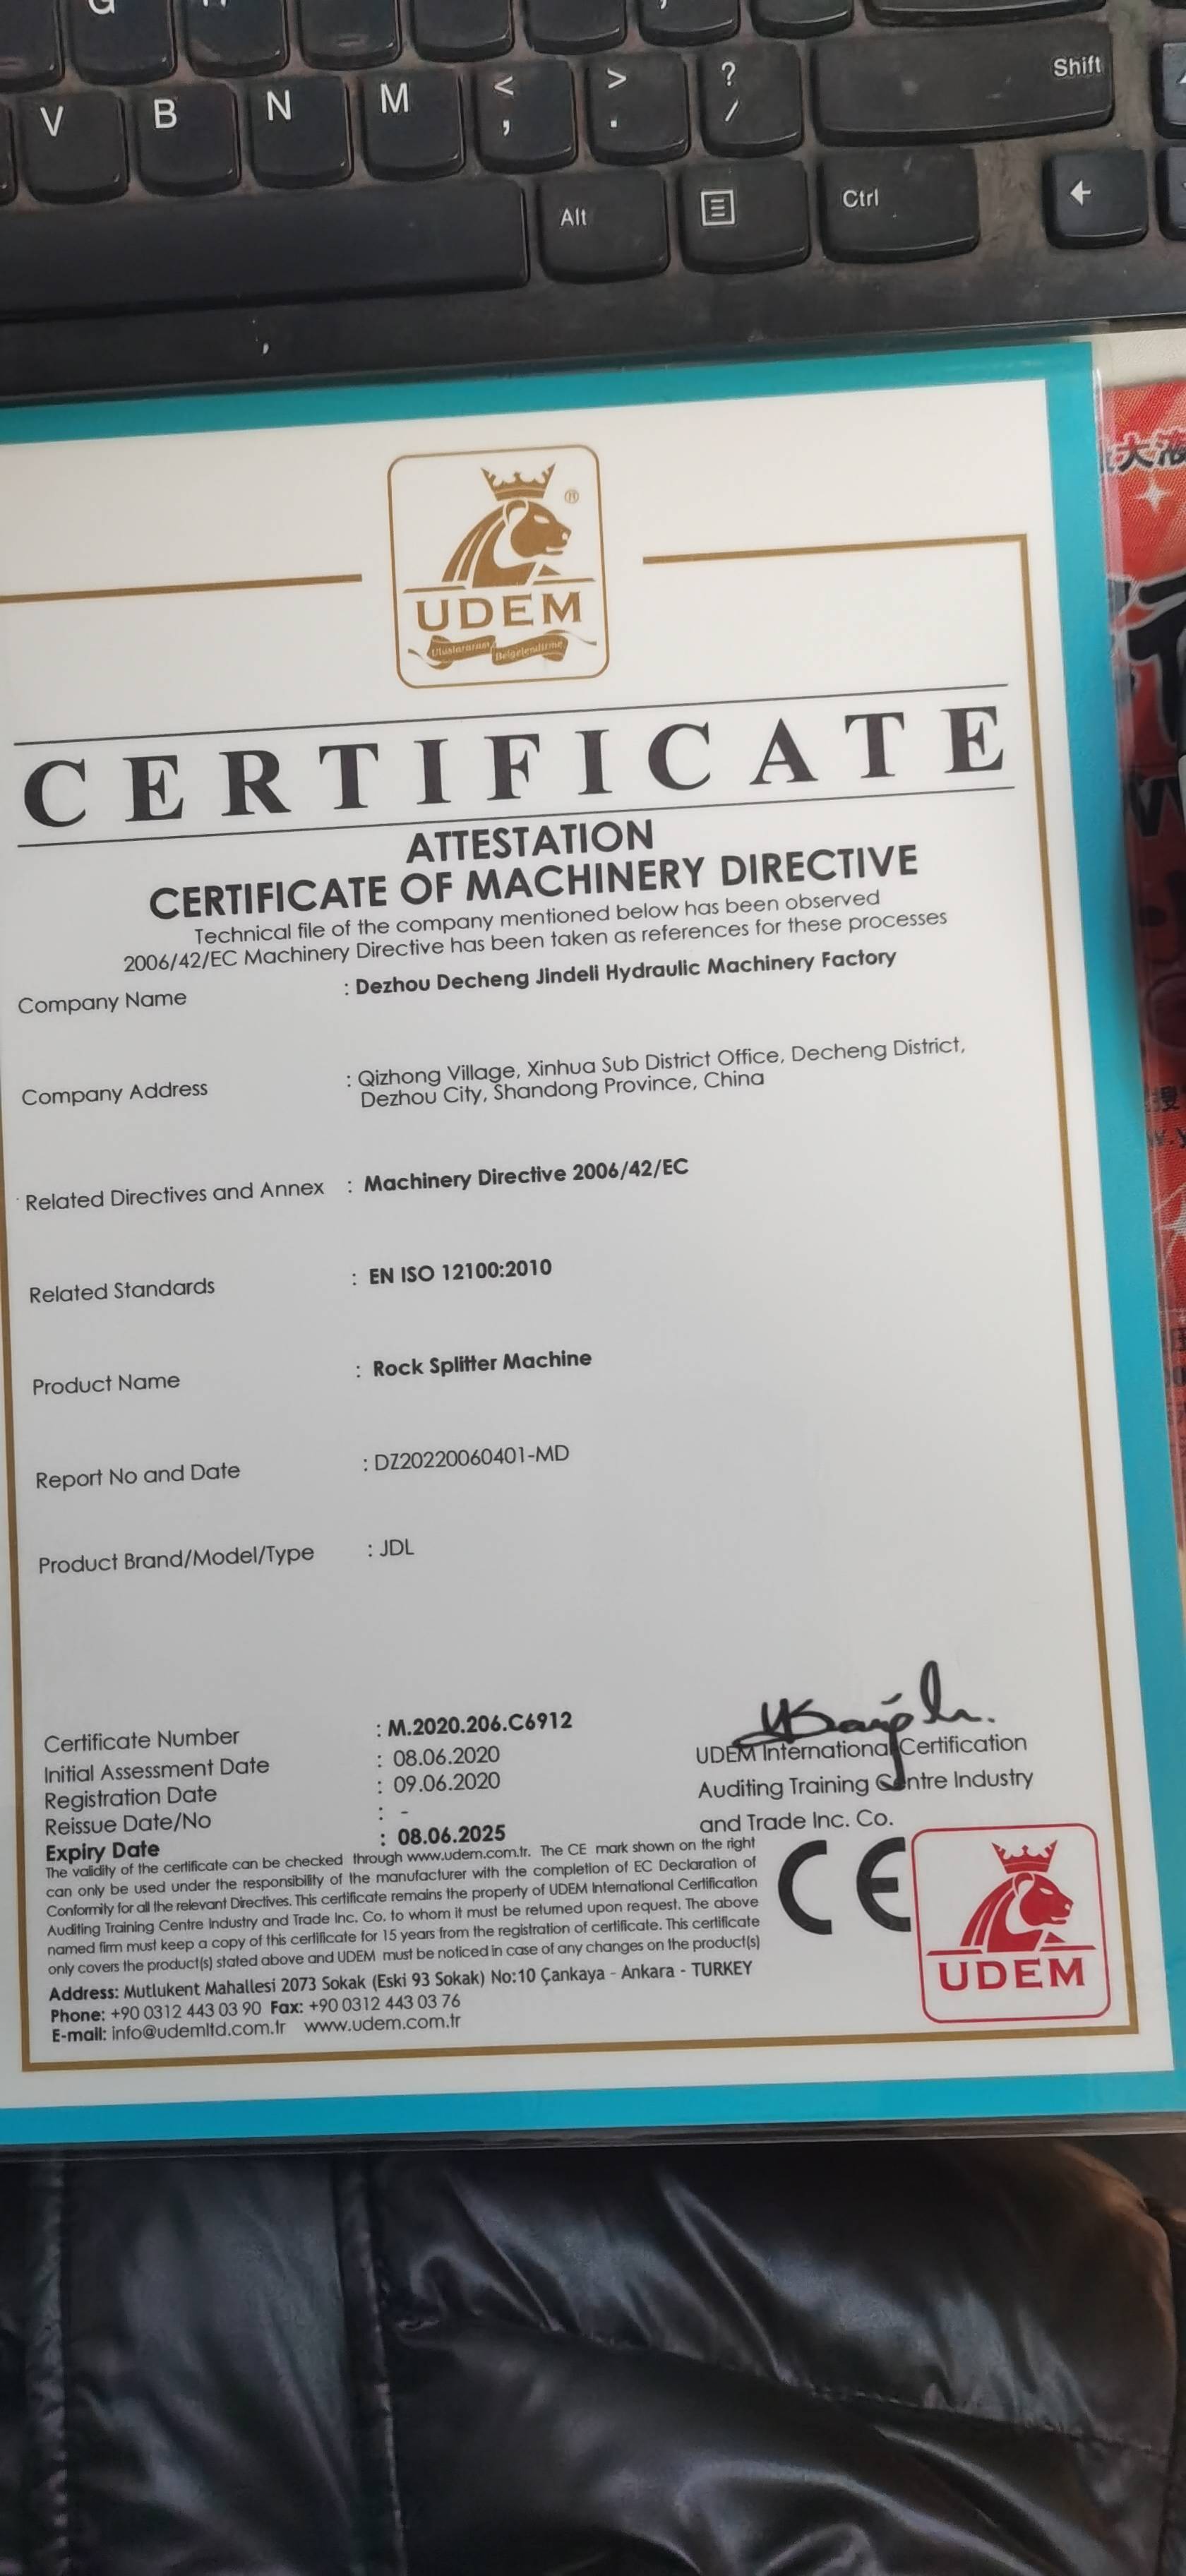 V B N M < , > . ? / Shift
Alt Ctrl
大
®
UDEM
Uluslararası Belgelendirme
CERTIFICATE
ATTESTATION
CERTIFICATE OF MACHINERY DIRECTIVE
Technical file of the company mentioned below has been observed
2006/42/EC Machinery Directive has been taken as references for these processes
Company Name : Dezhou Decheng Jindeli Hydraulic Machinery Factory
Company Address : Qizhong Village, Xinhua Sub District Office, Decheng District,
Dezhou City, Shandong Province, China
Related Directives and Annex : Machinery Directive 2006/42/EC
Related Standards : EN ISO 12100:2010
Product Name : Rock Splitter Machine
Report No and Date : DZ20220060401-MD
Product Brand/Model/Type : JDL
Certificate Number : M.2020.206.C6912
Initial Assessment Date : 08.06.2020
Registration Date : 09.06.2020
Reissue Date/No : -
Expiry Date : 08.06.2025
UDEM International Certification
Auditing Training Centre Industry
and Trade Inc. Co.
The validity of the certificate can be checked through www.udem.com.tr. The CE mark shown on the right
can only be used under the responsibility of the manufacturer with the completion of EC Declaration of
Conformity for all the relevant Directives. This certificate remains the property of UDEM International Certification
Auditing Training Centre Industry and Trade Inc. Co. to whom it must be returned upon request. The above
named firm must keep a copy of this certificate for 15 years from the registration of certificate. This certificate
only covers the product(s) stated above and UDEM must be noticed in case of any changes on the product(s)
Address: Mutlukent Mahallesi 2073 Sokak (Eski 93 Sokak) No:10 Çankaya - Ankara - TURKEY
Phone: +90 0312 443 03 90 Fax: +90 0312 443 03 76
E-mail: info@udemltd.com.tr www.udem.com.tr
CE
UDEM